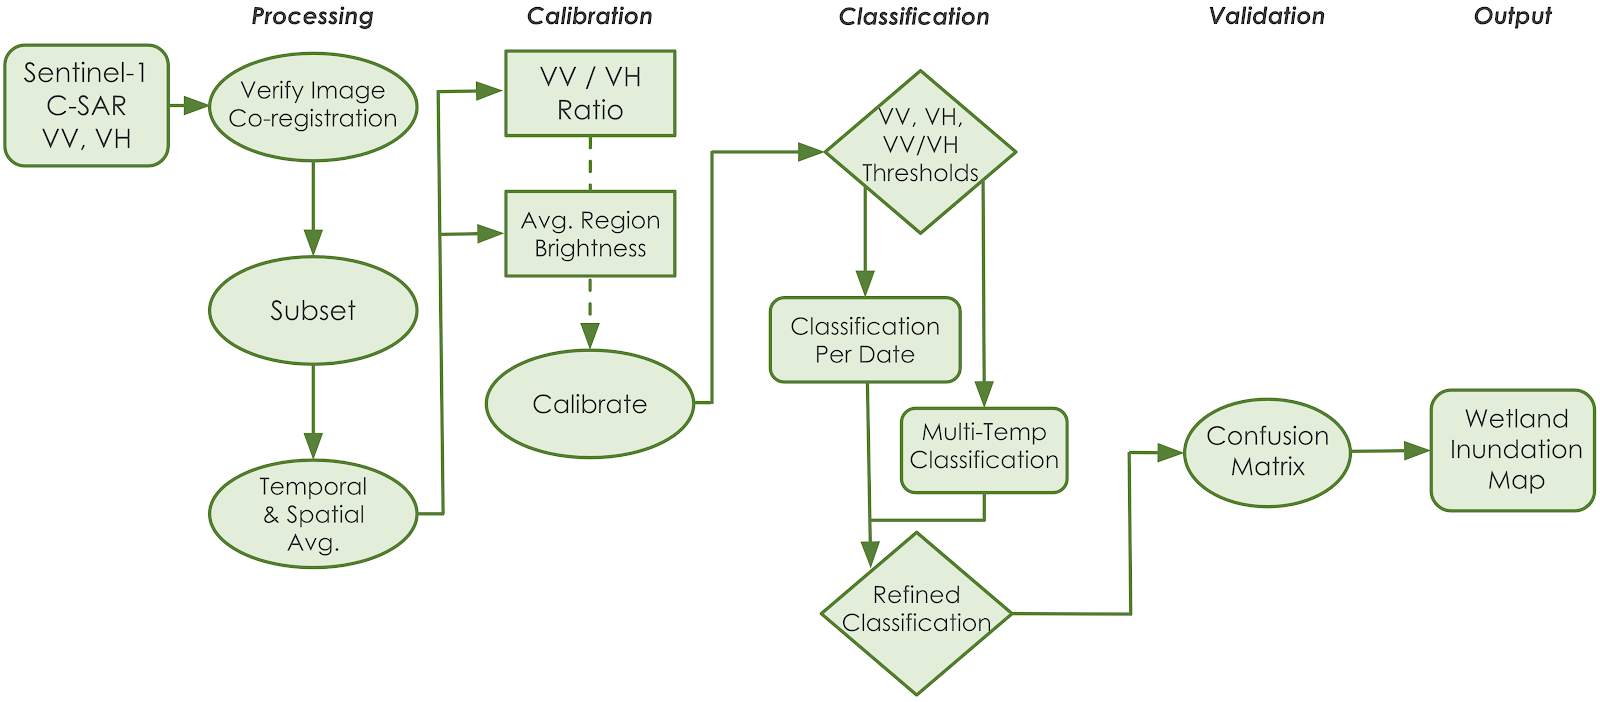 Processing
Calibration
Classification
Validation
Output
Sentinel-1
C-SAR
VV, VH
Verify Image
Co-registration
Subset
Temporal
& Spatial
Avg.
VV / VH
Ratio
Avg. Region
Brightness
Calibrate
VV, VH,
VV/VH
Thresholds
Classification
Per Date
Multi-Temp
Classification
Refined
Classification
Confusion
Matrix
Wetland
Inundation
Map